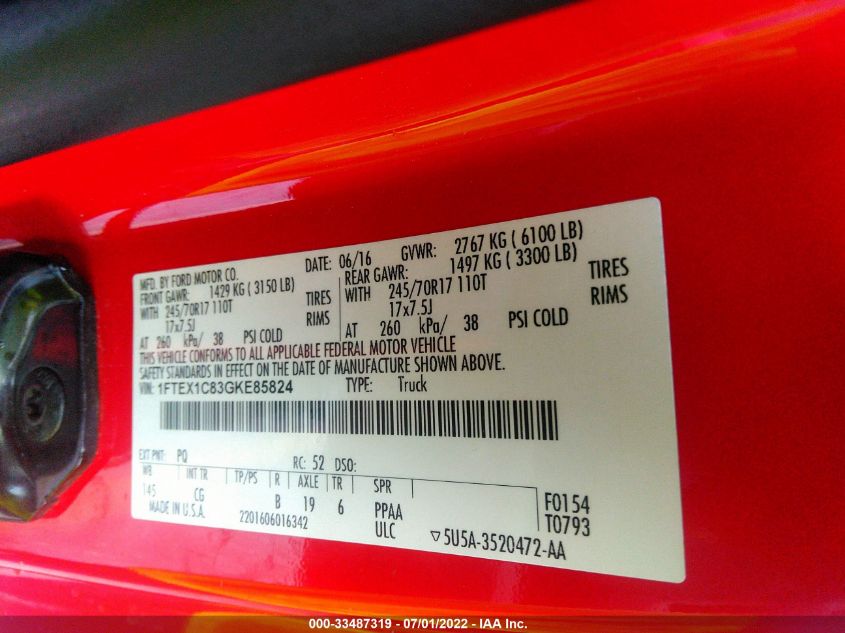 MFD. BY FORD MOTOR CO.
DATE: 06/16 GVWR: 2767 KG ( 6100 LB)
FRONT GAWR: 1429 KG ( 3150 LB)
WITH 245/70R17 110T TIRES
17x7.5J RIMS
AT 260 kPa/ 38 PSI COLD
REAR GAWR: 1497 KG ( 3300 LB)
WITH 245/70R17 110T TIRES
17x7.5J RIMS
AT 260 kPa/ 38 PSI COLD
THIS VEHICLE CONFORMS TO ALL APPLICABLE FEDERAL MOTOR VEHICLE
SAFETY STANDARDS IN EFFECT ON THE DATE OF MANUFACTURE SHOWN ABOVE.
VIN: 1FTEX1C83GKE85824 TYPE: Truck
EXT PNT: PQ RC: 52 DSO:
WB INT TR TP/PS R AXLE TR SPR
145 CG B 19 6 PPAA F0154
MADE IN U.S.A. 2201606016342 ULC T0793
▽5U5A-3520472-AA
000-33487319 - 07/01/2022 - IAA Inc.